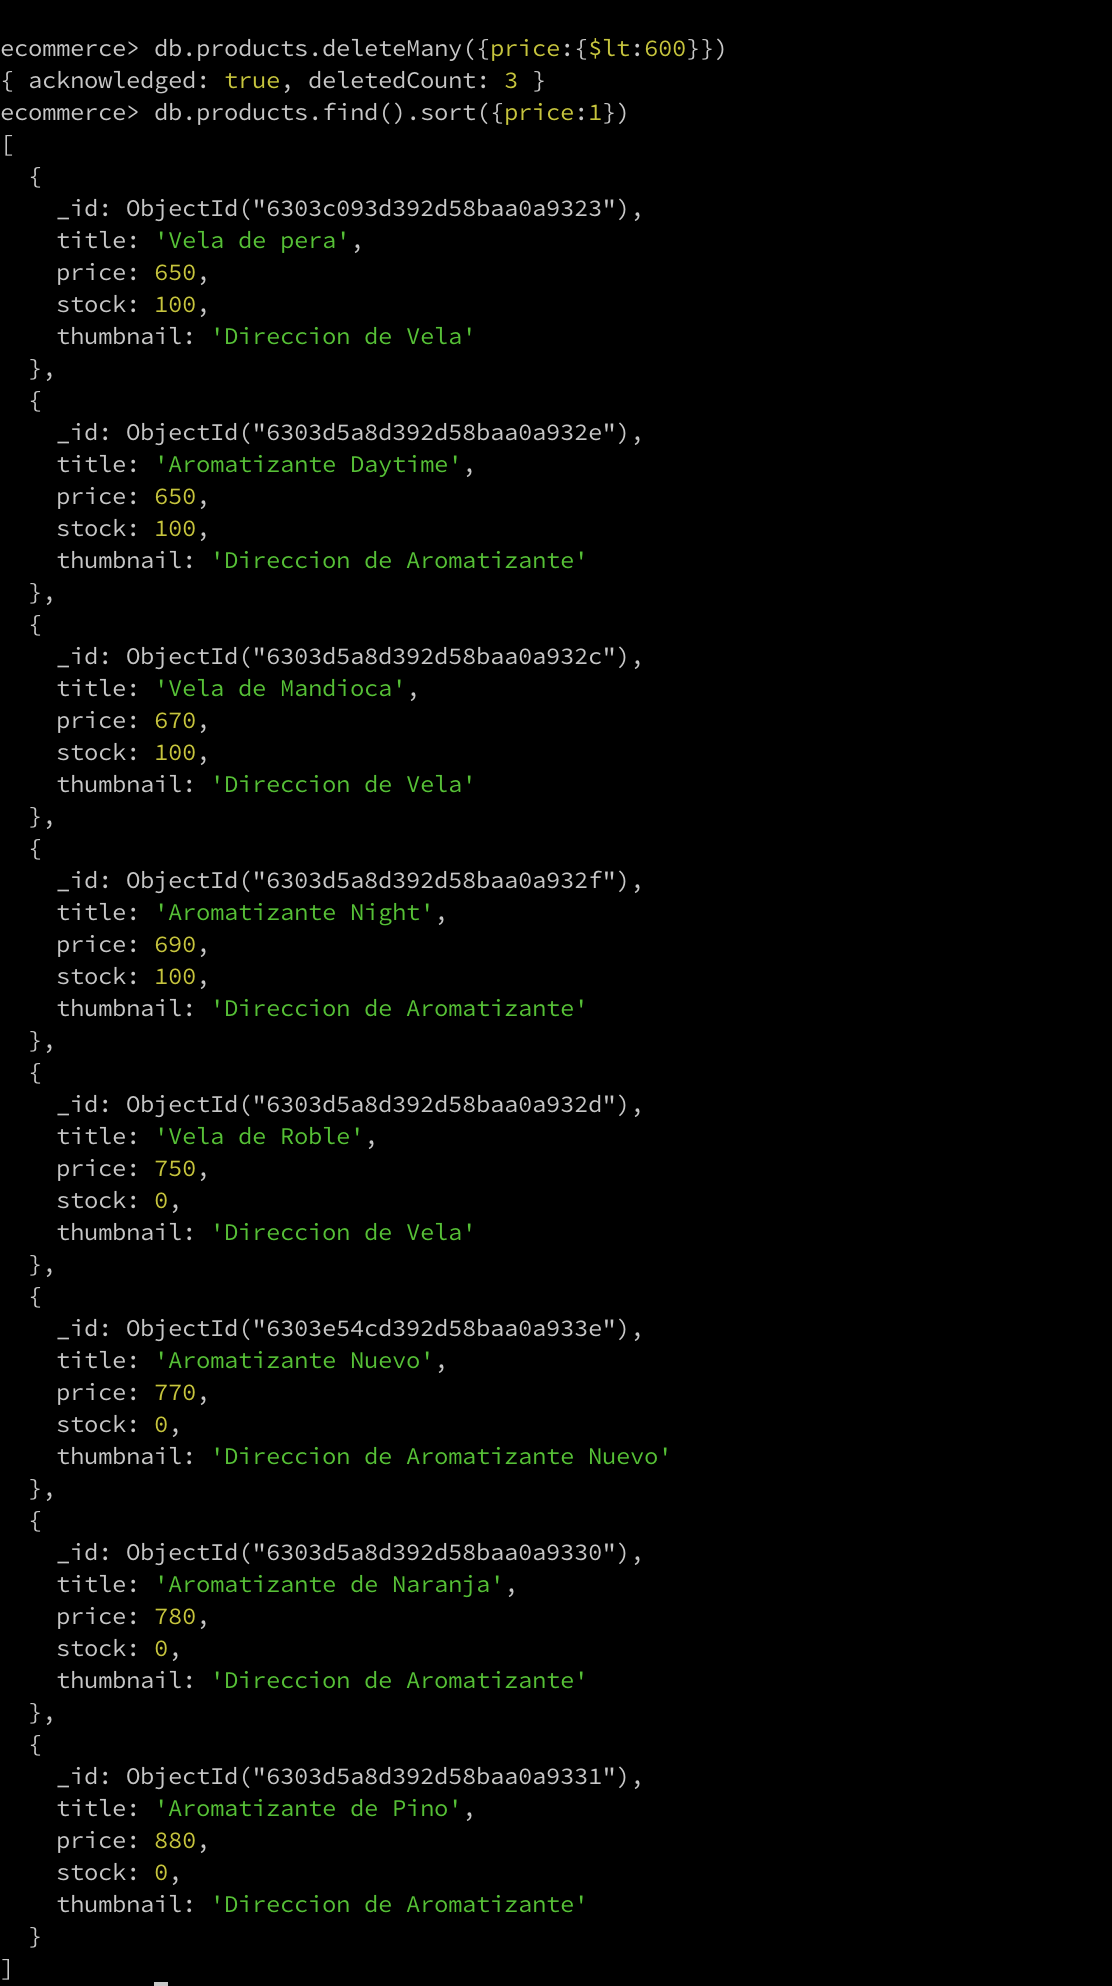 ecommerce> db.products.deleteMany({price:{$lt:600}})
{ acknowledged: true, deletedCount: 3 }
ecommerce> db.products.find().sort({price:1})
[
  {
    _id: ObjectId("6303c093d392d58baa0a9323"),
    title: 'Vela de pera',
    price: 650,
    stock: 100,
    thumbnail: 'Direccion de Vela'
  },
  {
    _id: ObjectId("6303d5a8d392d58baa0a932e"),
    title: 'Aromatizante Daytime',
    price: 650,
    stock: 100,
    thumbnail: 'Direccion de Aromatizante'
  },
  {
    _id: ObjectId("6303d5a8d392d58baa0a932c"),
    title: 'Vela de Mandioca',
    price: 670,
    stock: 100,
    thumbnail: 'Direccion de Vela'
  },
  {
    _id: ObjectId("6303d5a8d392d58baa0a932f"),
    title: 'Aromatizante Night',
    price: 690,
    stock: 100,
    thumbnail: 'Direccion de Aromatizante'
  },
  {
    _id: ObjectId("6303d5a8d392d58baa0a932d"),
    title: 'Vela de Roble',
    price: 750,
    stock: 0,
    thumbnail: 'Direccion de Vela'
  },
  {
    _id: ObjectId("6303e54cd392d58baa0a933e"),
    title: 'Aromatizante Nuevo',
    price: 770,
    stock: 0,
    thumbnail: 'Direccion de Aromatizante Nuevo'
  },
  {
    _id: ObjectId("6303d5a8d392d58baa0a9330"),
    title: 'Aromatizante de Naranja',
    price: 780,
    stock: 0,
    thumbnail: 'Direccion de Aromatizante'
  },
  {
    _id: ObjectId("6303d5a8d392d58baa0a9331"),
    title: 'Aromatizante de Pino',
    price: 880,
    stock: 0,
    thumbnail: 'Direccion de Aromatizante'
  }
]